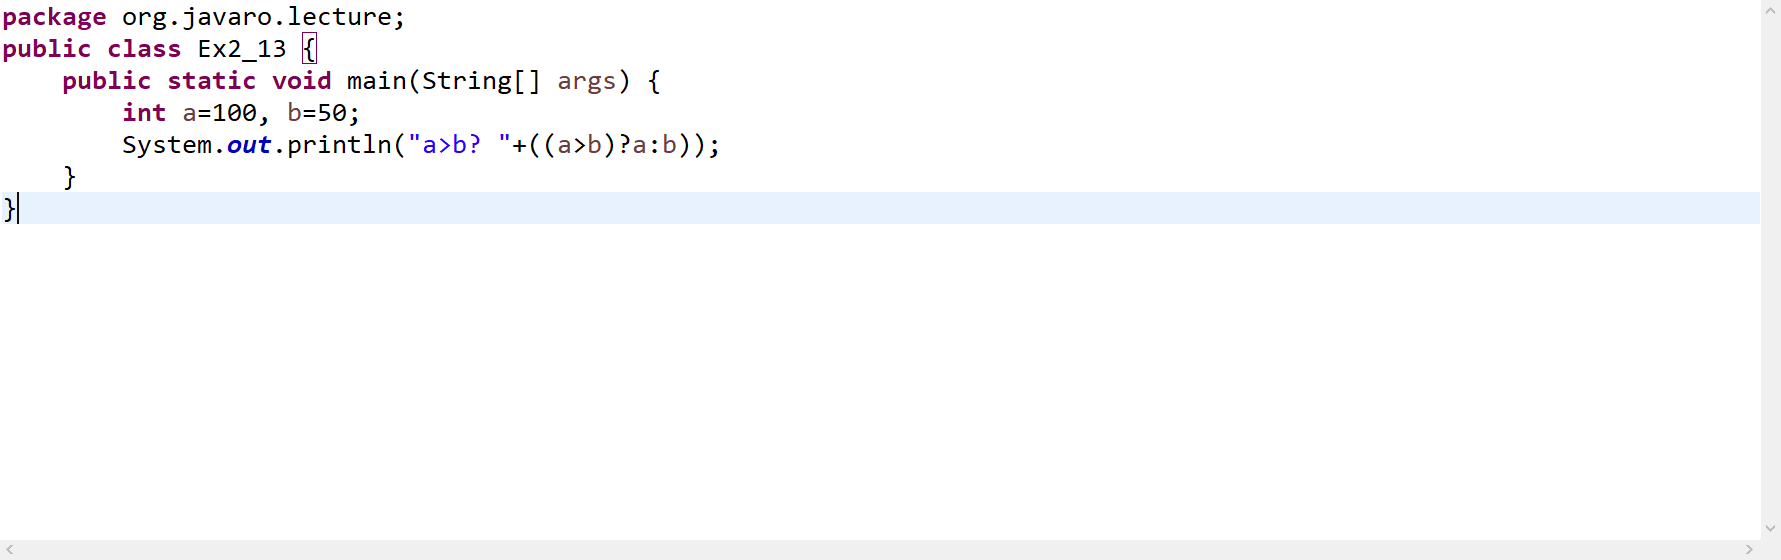 package org.javaro.lecture;
public class Ex2_13 {
    public static void main(String[] args) {
        int a=100, b=50;
        System.out.println("a>b? "+((a>b)?a:b));
    }
}